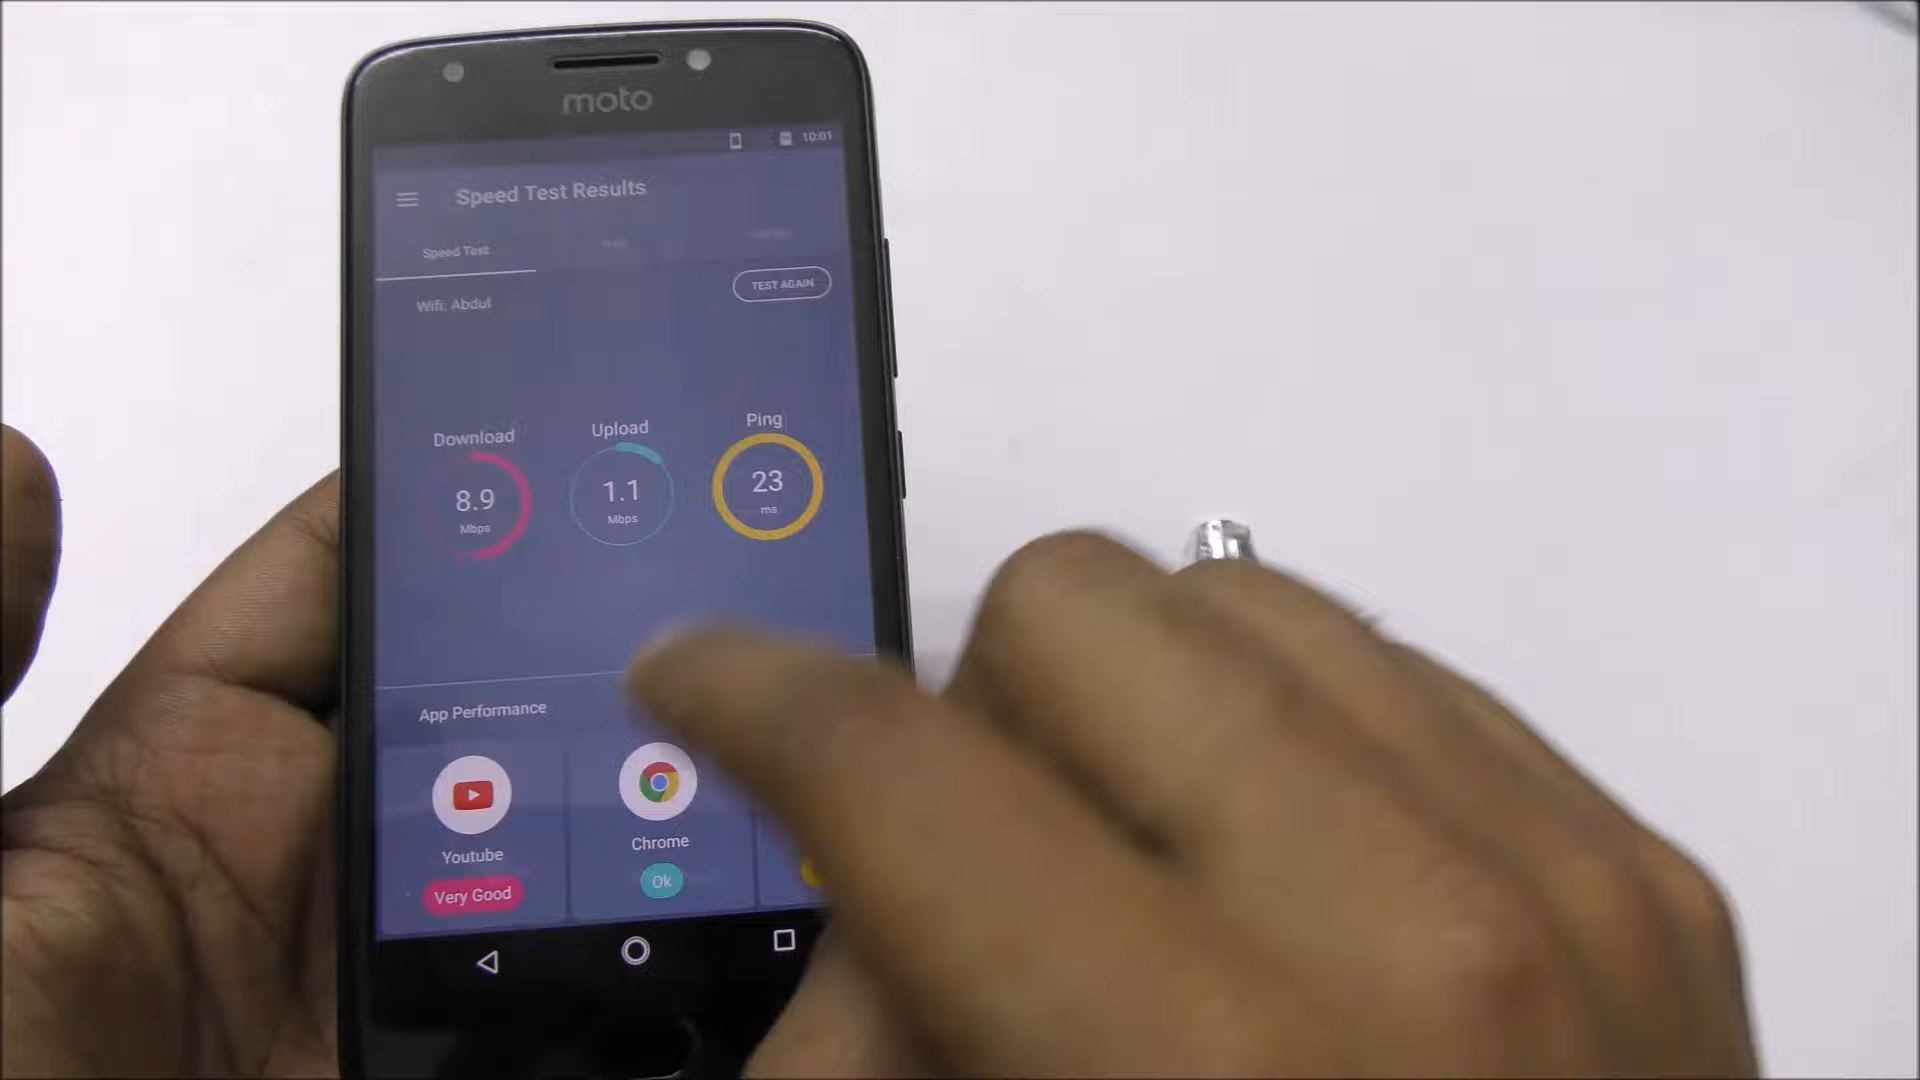 moto
10:01
Speed Test Results
Speed Test
Wifi: Abdul
TEST AGAIN
Download
Upload
Ping
8.9
Mbps
1.1
Mbps
23
ms
App Performance
Youtube
Chrome
Very Good
Ok